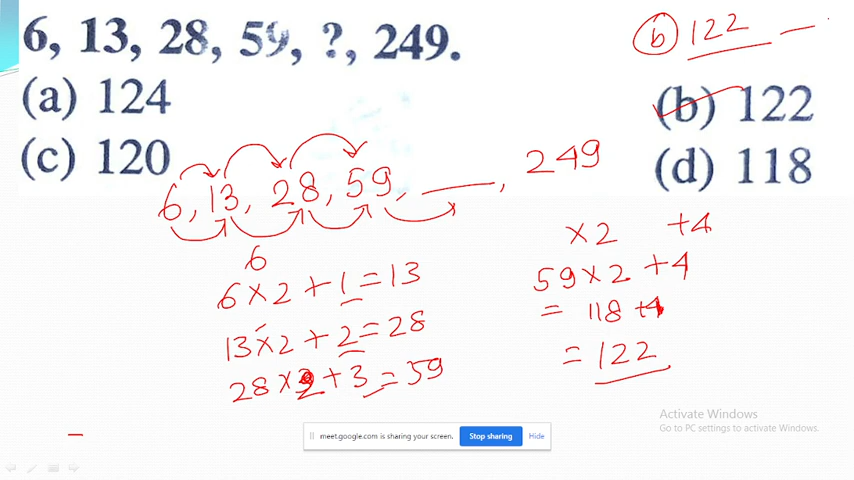 6, 13, 28, 59, ?, 249.
(b) 122 —
(a) 124
(b) 122
(c) 120
(d) 118
6, 13, 28, 59, ____, 249
6
6 × 2 + 1 = 13
13 × 2 + 2 = 28
28 × 2 + 3 = 59
× 2 + 4
59 × 2 + 4
= 118 + 4
= 122
Activate Windows
Go to PC settings to activate Windows.
meet.google.com is sharing your screen. Stop sharing Hide